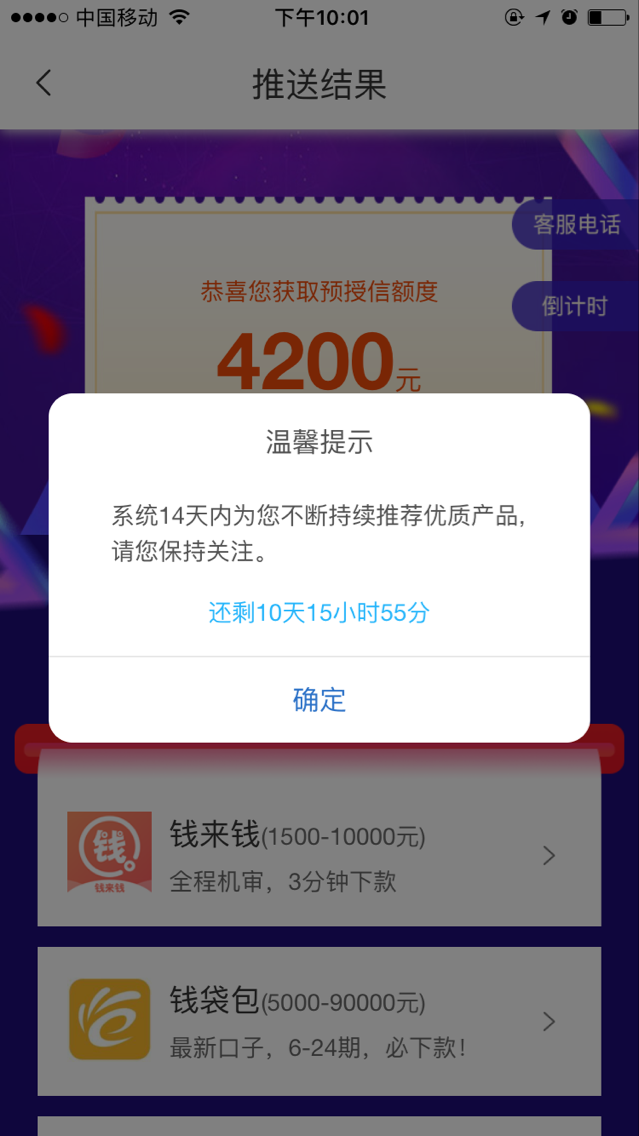 中国移动
下午10:01
推送结果
客服电话
恭喜您获取预授信额度
倒计时
4200元
温馨提示
系统14天内为您不断持续推荐优质产品,
请您保持关注。
还剩10天15小时55分
确定
钱来钱(1500-10000元)
钱
钱来钱
全程机审，3分钟下款
钱袋包(5000-90000元)
最新口子，6-24期，必下款！